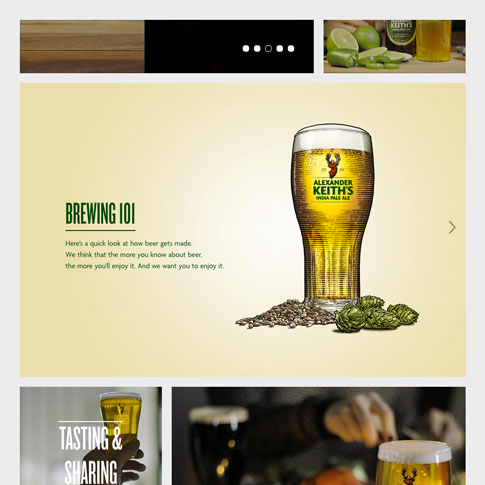 BREWING 101
Here's a quick look at how beer gets made.
We think that the more you know about beer,
the more you'll enjoy it. And we want you to enjoy it.
ALEXANDER
KEITH'S
INDIA PALE ALE
TASTING &
SHARING